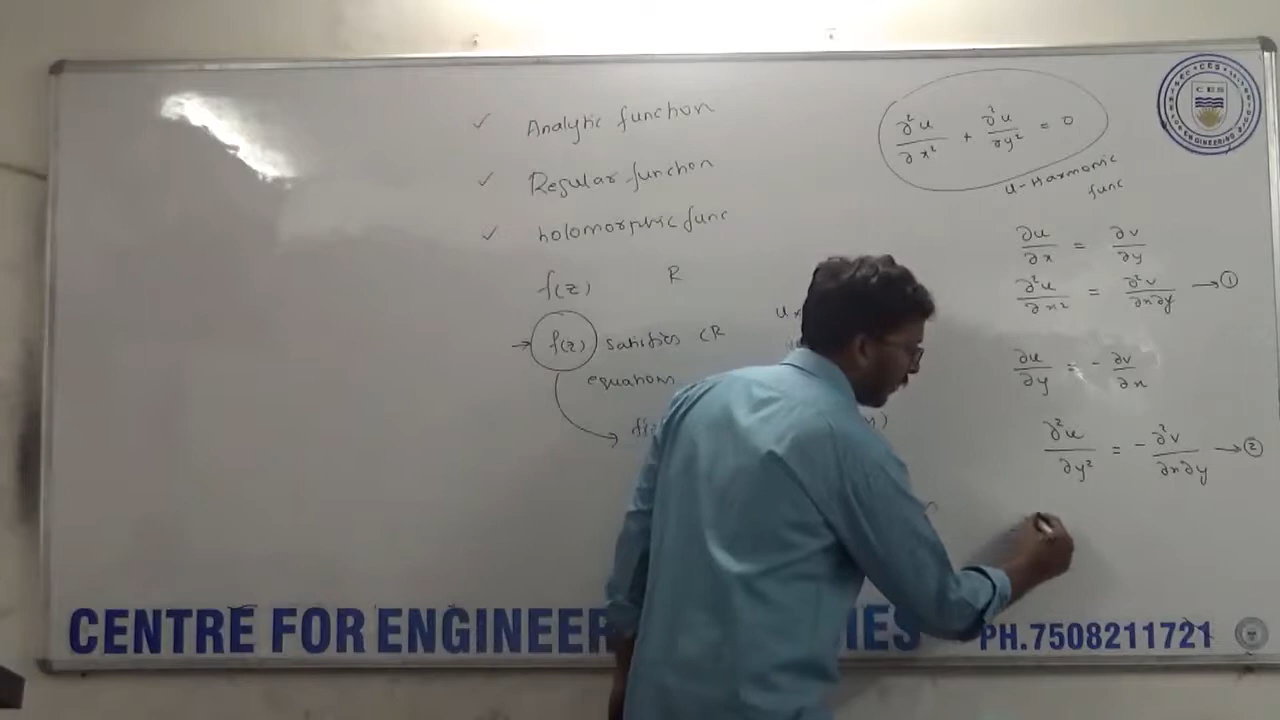 ✓ Analytic function
✓ Regular function
✓ holomorphic func
f(z) R
→ f(z) satisfies CR
equations
∂²u/∂x² + ∂²u/∂y² = 0
u-Harmonic
func
∂u/∂x = ∂v/∂y
∂²u/∂x² = ∂²v/∂x∂y → ①
∂u/∂y = - ∂v/∂x
∂²u/∂y² = - ∂²v/∂x∂y → ②
CES
CENTRE FOR ENGINEER IES PH.7508211721